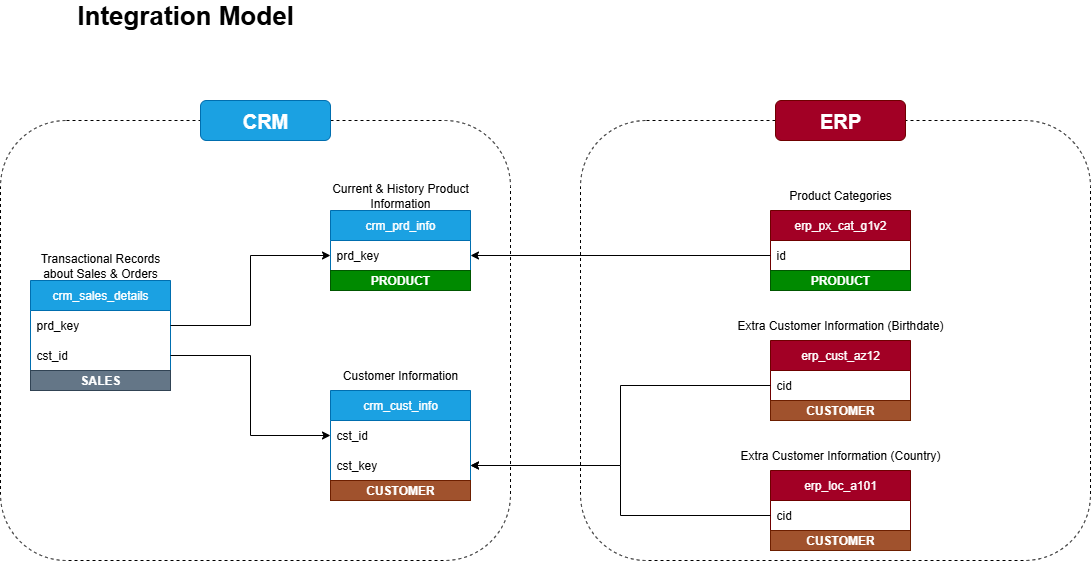 Integration Model
CRM
ERP
Current & History Product
Information
crm_prd_info
prd_key
PRODUCT
Product Categories
erp_px_cat_g1v2
id
PRODUCT
Transactional Records
about Sales & Orders
crm_sales_details
prd_key
cst_id
SALES
Extra Customer Information (Birthdate)
erp_cust_az12
cid
CUSTOMER
Customer Information
crm_cust_info
cst_id
cst_key
CUSTOMER
Extra Customer Information (Country)
erp_loc_a101
cid
CUSTOMER